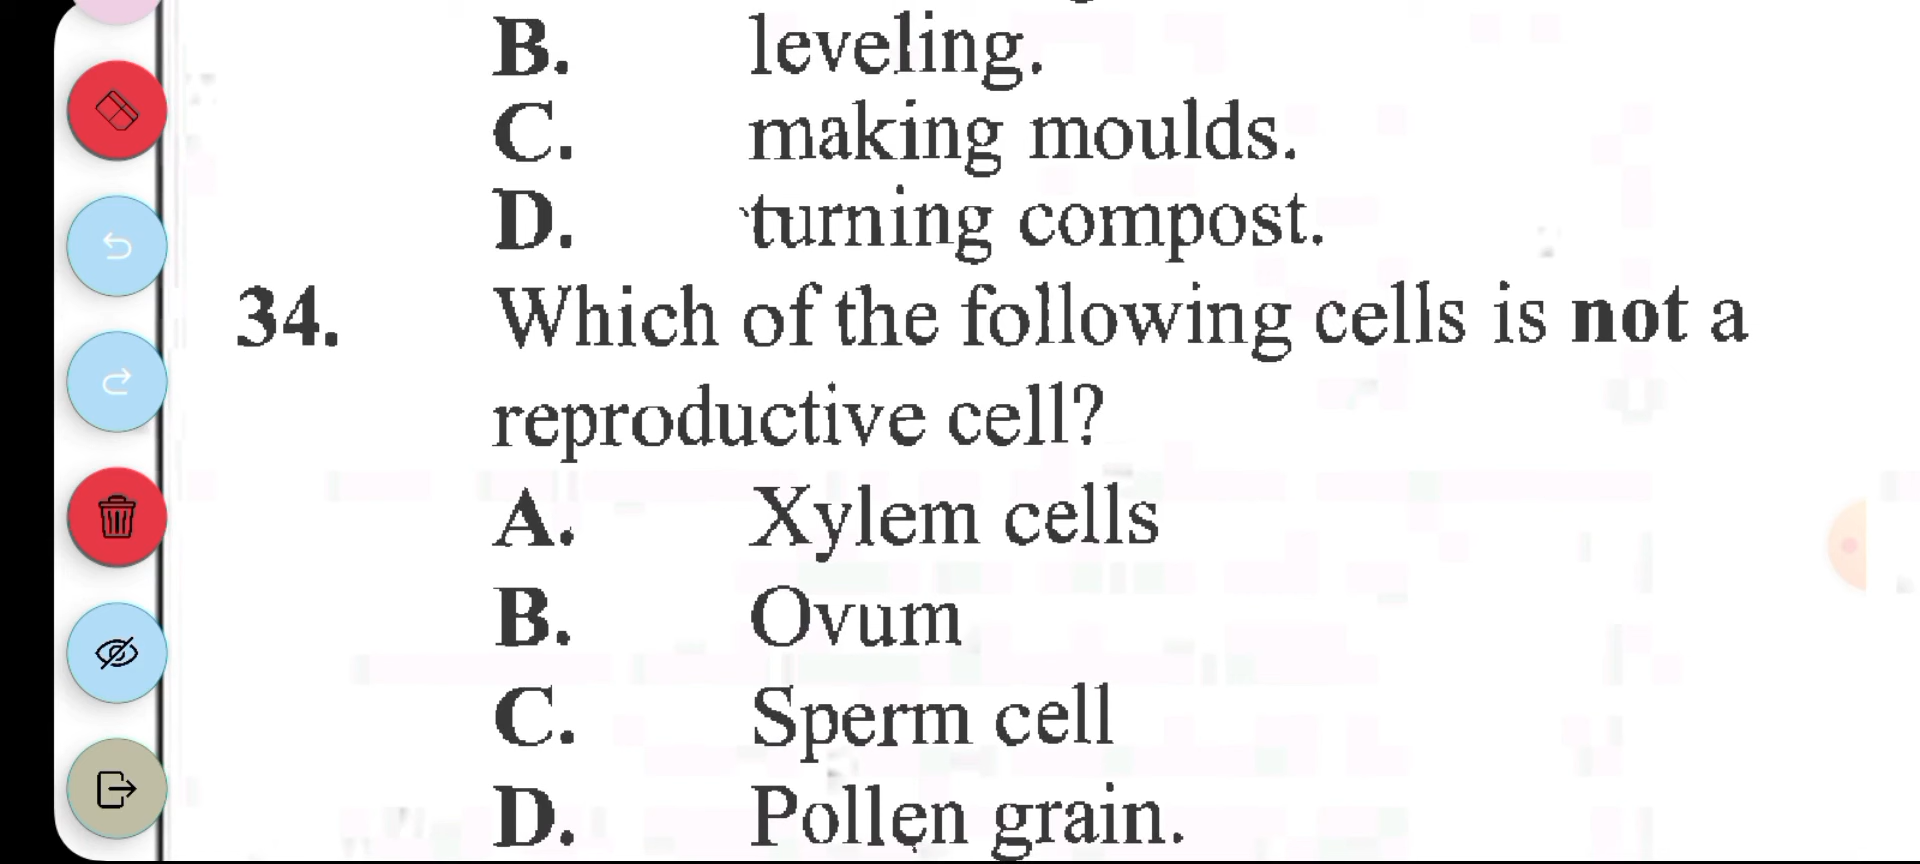 B. leveling.
C. making moulds.
D. turning compost.
34. Which of the following cells is not a
reproductive cell?
A. Xylem cells
B. Ovum
C. Sperm cell
D. Pollen grain.